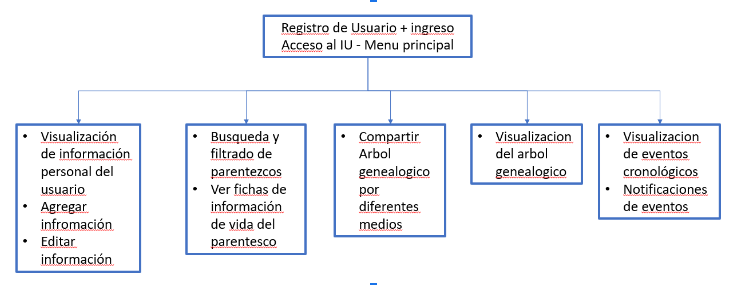 Registro de Usuario + ingreso
Acceso al IU - Menu principal
• Visualización
de información
personal del
usuario
• Agregar
infromación
• Editar
información
• Busqueda y
filtrado de
parentezcos
• Ver fichas de
información
de vida del
parentesco
• Compartir
Arbol
genealogico
por
diferentes
medios
• Visualizacion
del arbol
genealogico
• Visualizacion
de eventos
cronológicos
• Notificaciones
de eventos